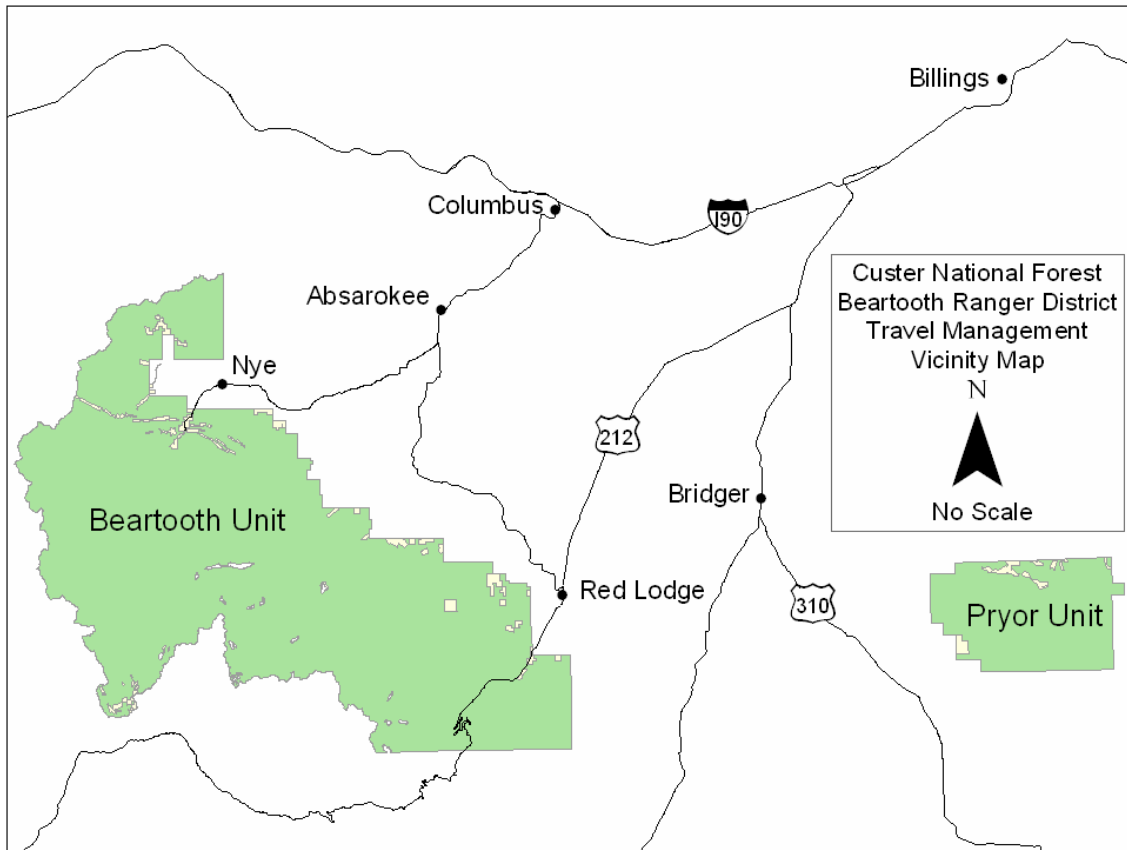 Billings
Columbus
I90
Custer National Forest
Beartooth Ranger District
Travel Management
Vicinity Map
N
No Scale
Absarokee
Nye
212
Bridger
Beartooth Unit
Red Lodge
310
Pryor Unit